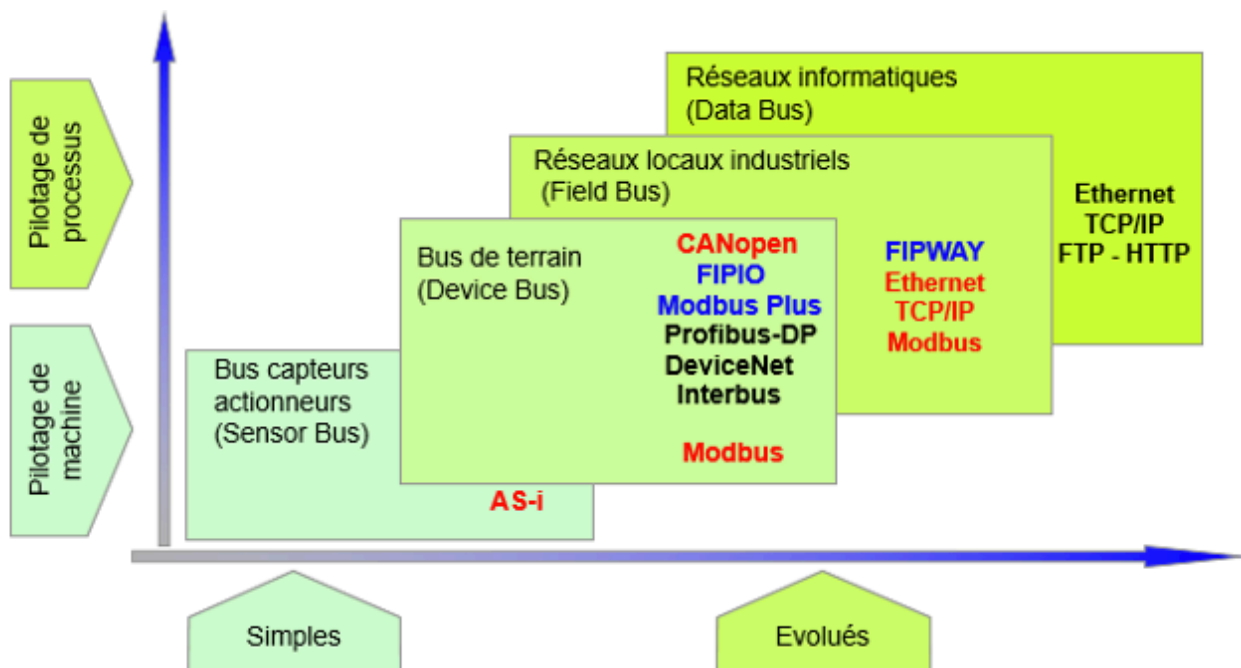 Réseaux informatiques
(Data Bus)
Pilotage de
processus
Réseaux locaux industriels
(Field Bus)
Ethernet
TCP/IP
FTP - HTTP
Bus de terrain
(Device Bus)
CANopen
FIPIO
Modbus Plus
Profibus-DP
DeviceNet
Interbus
Modbus
FIPWAY
Ethernet
TCP/IP
Modbus
Pilotage de
machine
Bus capteurs
actionneurs
(Sensor Bus)
AS-i
Simples
Evolués